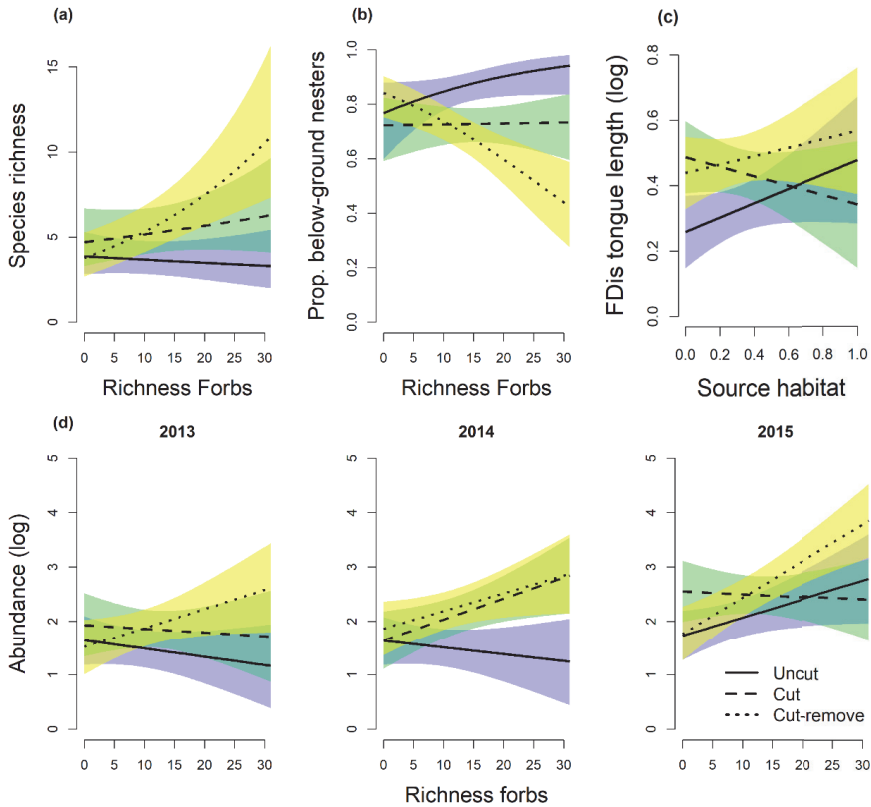 (a)
Species richness
0 5 10 15
0 5 10 15 20 25 30
Richness Forbs
(b)
Prop. below-ground nesters
0.0 0.2 0.4 0.6 0.8 1.0
0 5 10 15 20 25 30
Richness Forbs
(c)
FDis tongue length (log)
0.0 0.2 0.4 0.6 0.8
0.0 0.2 0.4 0.6 0.8 1.0
Source habitat
(d)
2013
Abundance (log)
0 1 2 3 4 5
0 5 10 15 20 25 30
2014
0 1 2 3 4 5
0 5 10 15 20 25 30
Richness forbs
2015
0 1 2 3 4 5
Uncut
Cut
Cut-remove
0 5 10 15 20 25 30